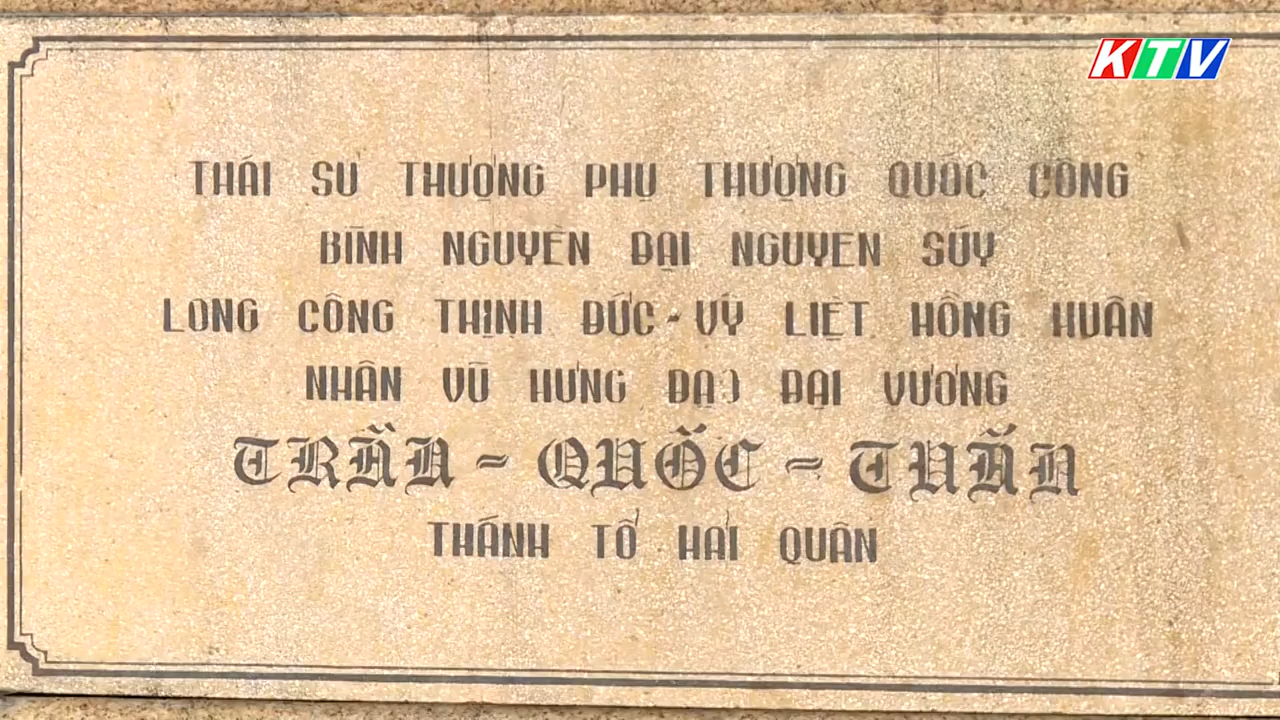 KTV
THÁI SƯ THƯỢNG PHỤ THƯỢNG QUỐC CÔNG
BÌNH NGUYÊN ĐẠI NGUYÊN SÚY
LONG CÔNG THỊNH ĐỨC - VỸ LIỆT HỒNG HUÂN
NHÂN VŨ HƯNG ĐẠO ĐẠI VƯƠNG
TRẦN - QUỐC - TUẤN
THÁNH TỔ HẢI QUÂN